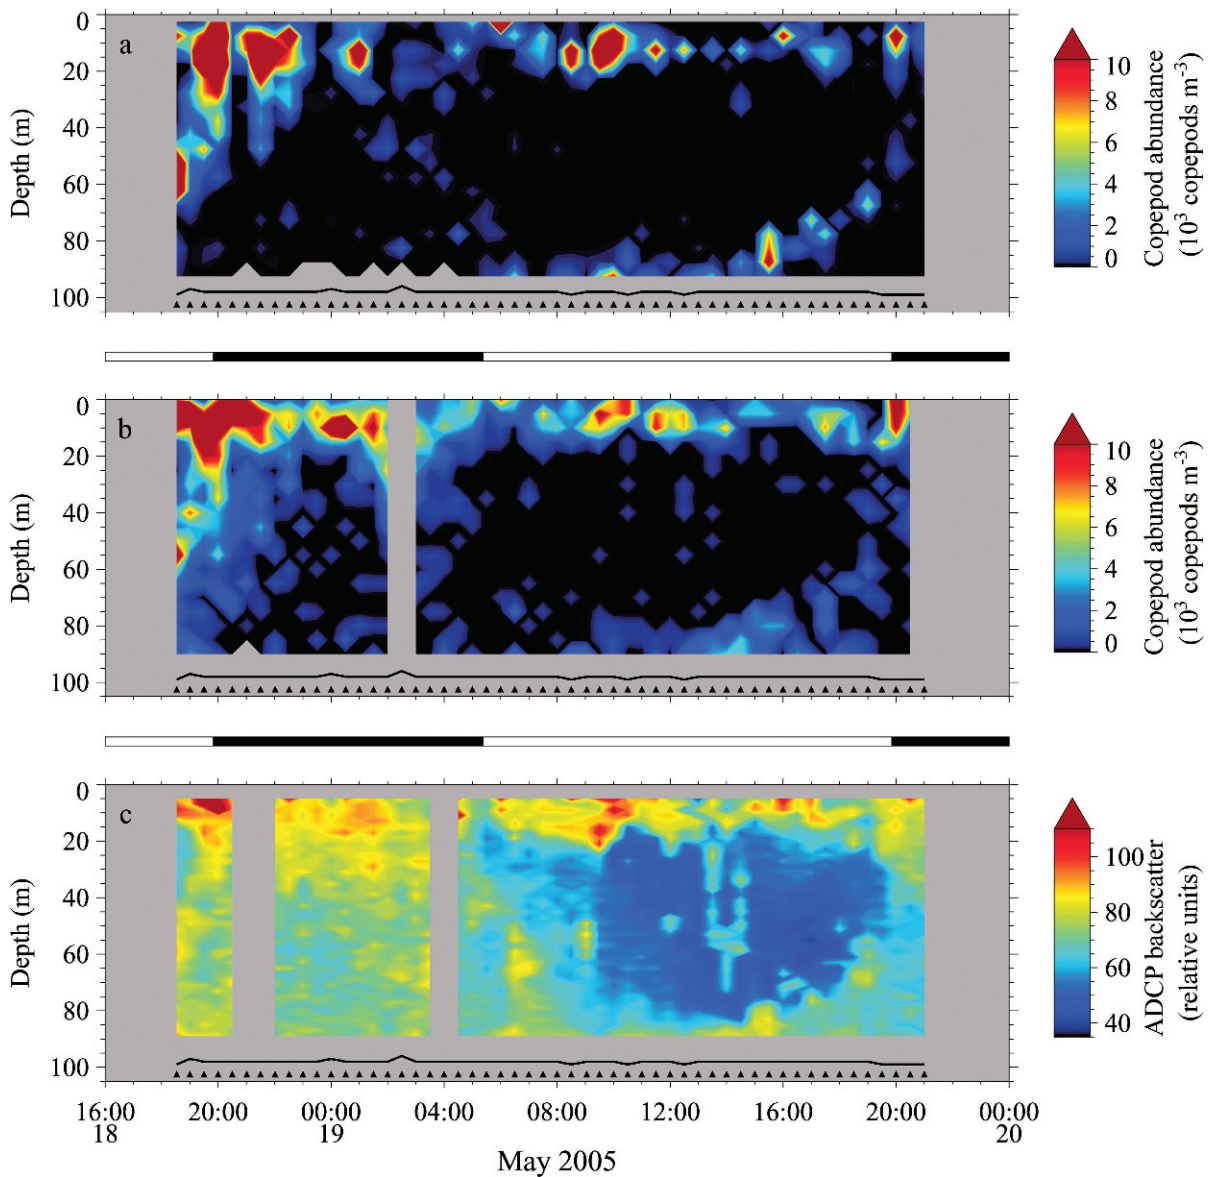 a
0
20
40
60
80
100
Depth (m)
10
8
6
4
2
0
Copepod abundance
(10³ copepods m⁻³)
b
0
20
40
60
80
100
Depth (m)
10
8
6
4
2
0
Copepod abundance
(10³ copepods m⁻³)
c
0
20
40
60
80
100
Depth (m)
100
80
60
40
ADCP backscatter
(relative units)
16:00 20:00 00:00 04:00 08:00 12:00 16:00 20:00 00:00
18 19 20
May 2005